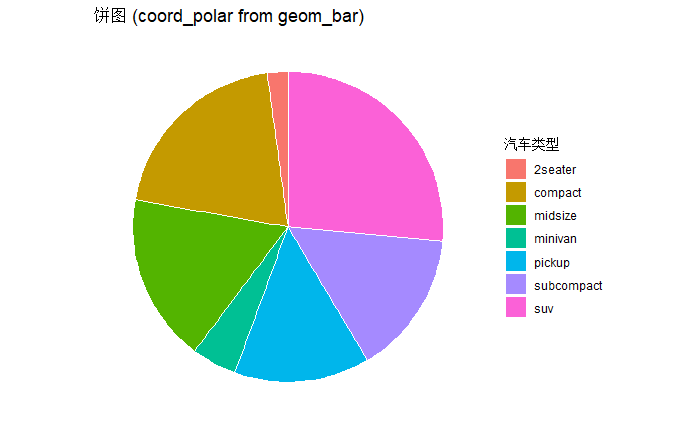 饼图 (coord_polar from geom_bar)
汽车类型
2seater
compact
midsize
minivan
pickup
subcompact
suv